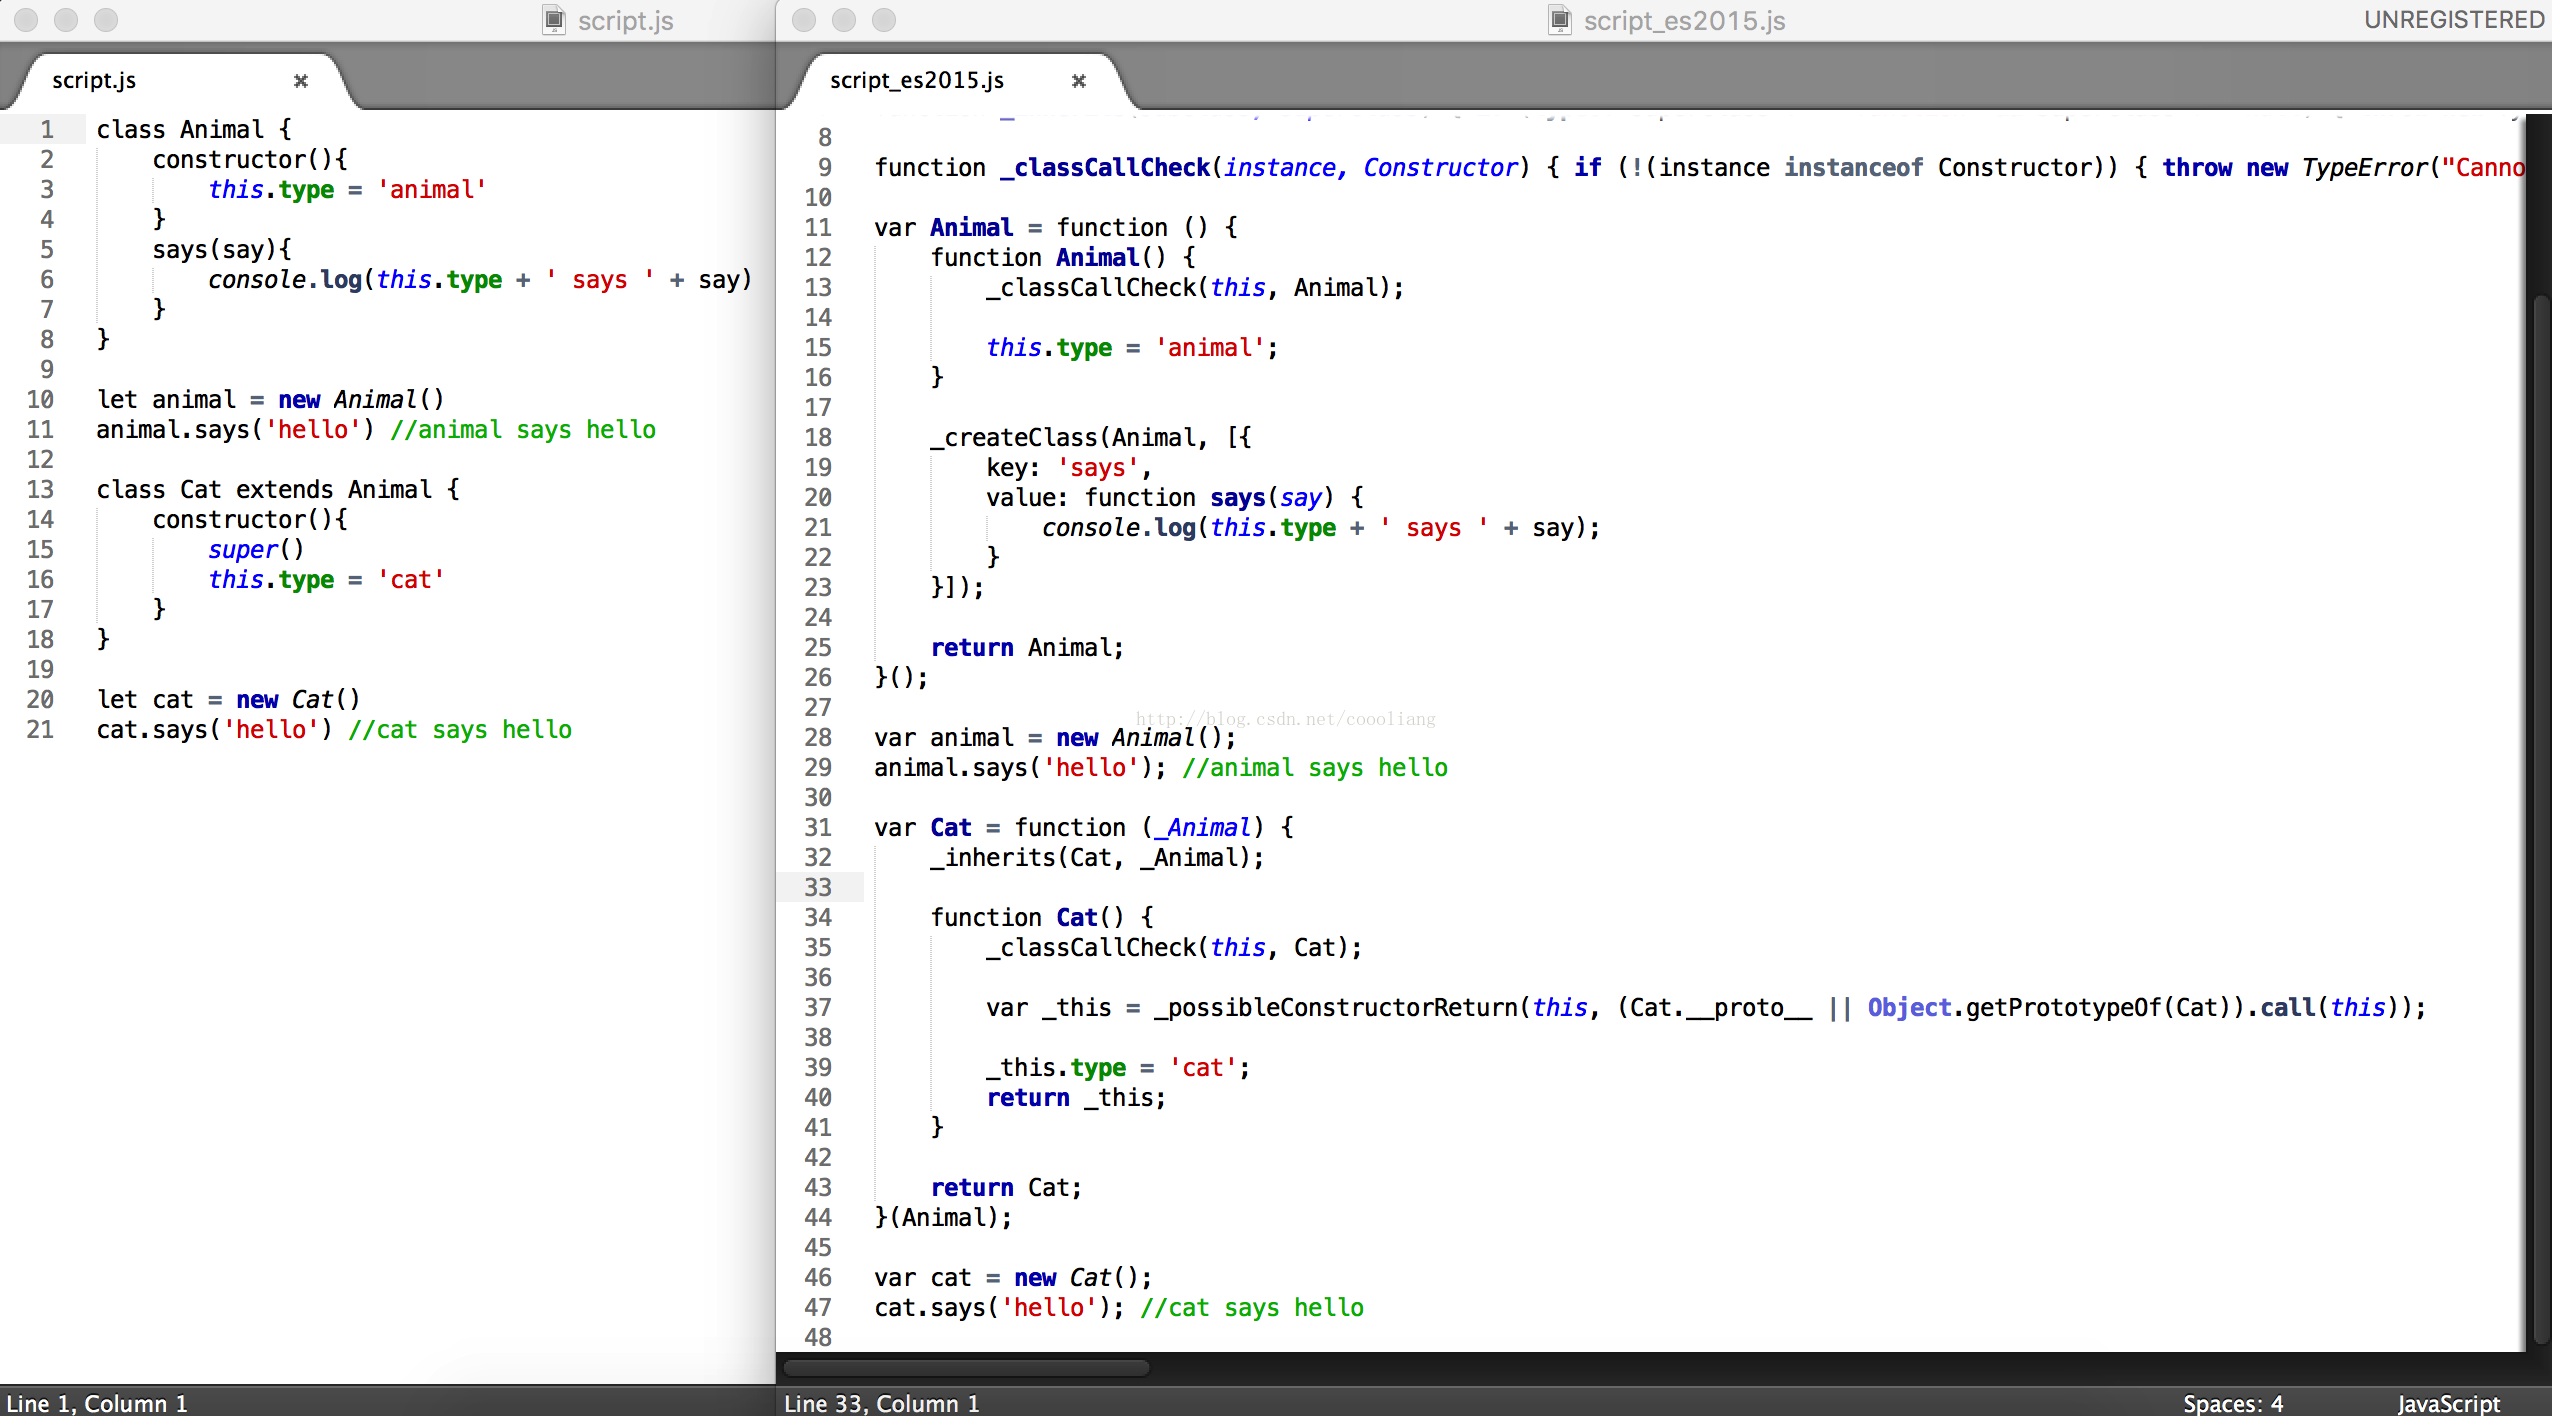 script.js
script.js
1 class Animal {
2     constructor(){
3         this.type = 'animal'
4     }
5     says(say){
6         console.log(this.type + ' says ' + say)
7     }
8 }
9
10 let animal = new Animal()
11 animal.says('hello') //animal says hello
12
13 class Cat extends Animal {
14     constructor(){
15         super()
16         this.type = 'cat'
17     }
18 }
19
20 let cat = new Cat()
21 cat.says('hello') //cat says hello
Line 1, Column 1
script_es2015.js
UNREGISTERED
script_es2015.js
8
9 function _classCallCheck(instance, Constructor) { if (!(instance instanceof Constructor)) { throw new TypeError("Canno
10
11 var Animal = function () {
12     function Animal() {
13         _classCallCheck(this, Animal);
14
15         this.type = 'animal';
16     }
17
18     _createClass(Animal, [{
19         key: 'says',
20         value: function says(say) {
21             console.log(this.type + ' says ' + say);
22         }
23     }]);
24
25     return Animal;
26 }();
27
http://blog.csdn.net/coooliang
28 var animal = new Animal();
29 animal.says('hello'); //animal says hello
30
31 var Cat = function (_Animal) {
32     _inherits(Cat, _Animal);
33
34     function Cat() {
35         _classCallCheck(this, Cat);
36
37         var _this = _possibleConstructorReturn(this, (Cat.__proto__ || Object.getPrototypeOf(Cat)).call(this));
38
39         _this.type = 'cat';
40         return _this;
41     }
42
43     return Cat;
44 }(Animal);
45
46 var cat = new Cat();
47 cat.says('hello'); //cat says hello
48
Line 33, Column 1
Spaces: 4
JavaScript